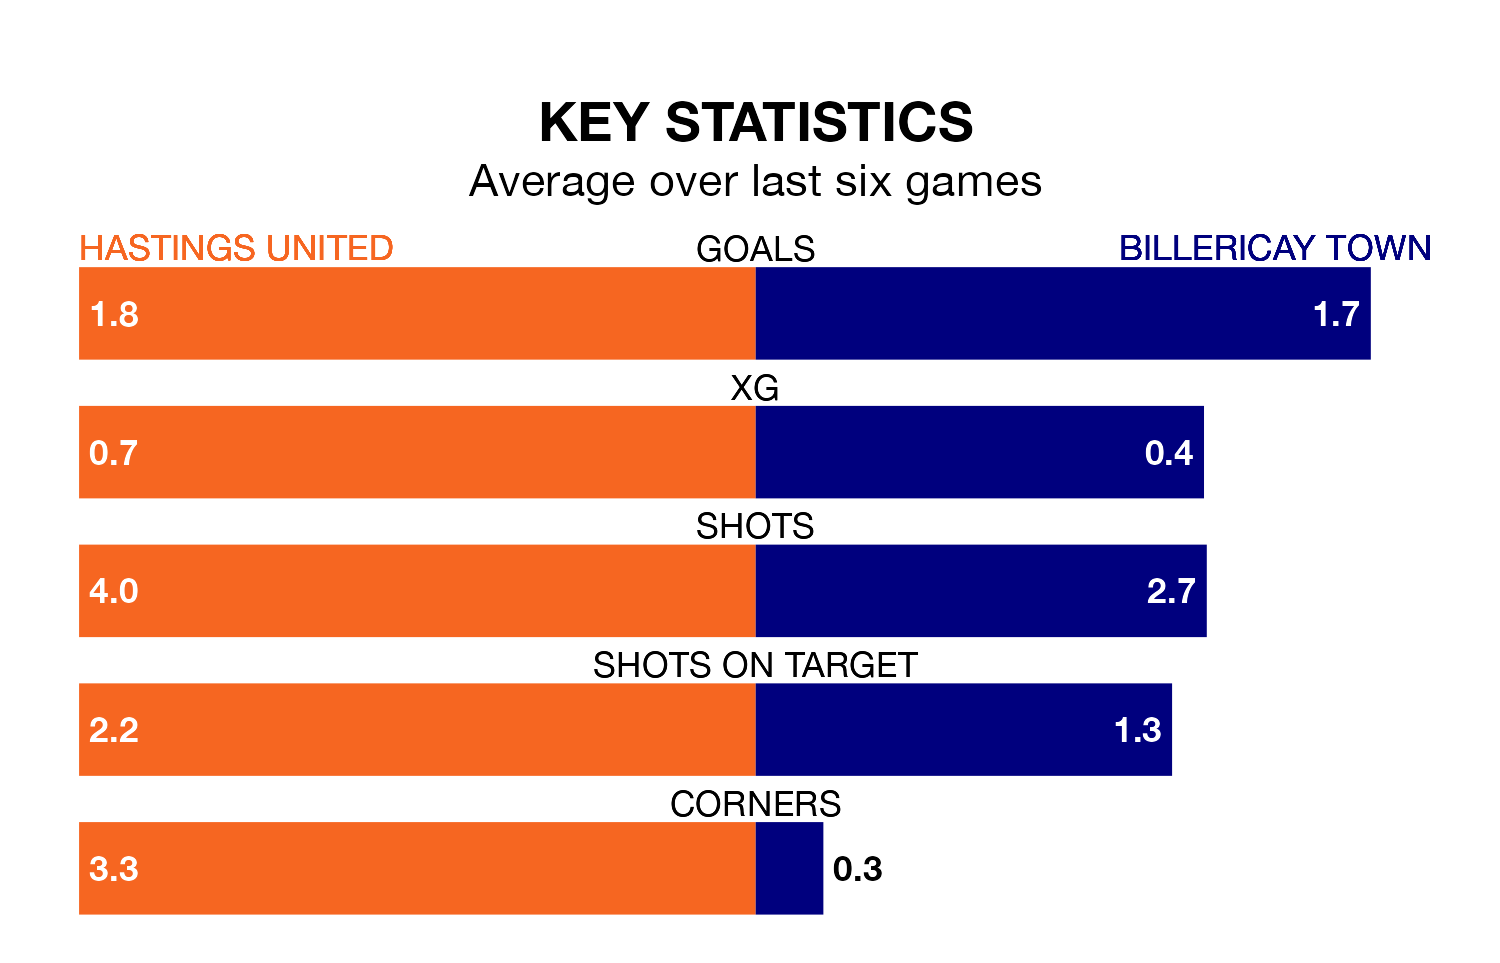 KEY STATISTICS
Average over last six games
HASTINGS UNITED GOALS BILLERICAY TOWN
1.8 1.7
XG
0.7 0.4
SHOTS
4.0 2.7
SHOTS ON TARGET
2.2 1.3
CORNERS
3.3 0.3